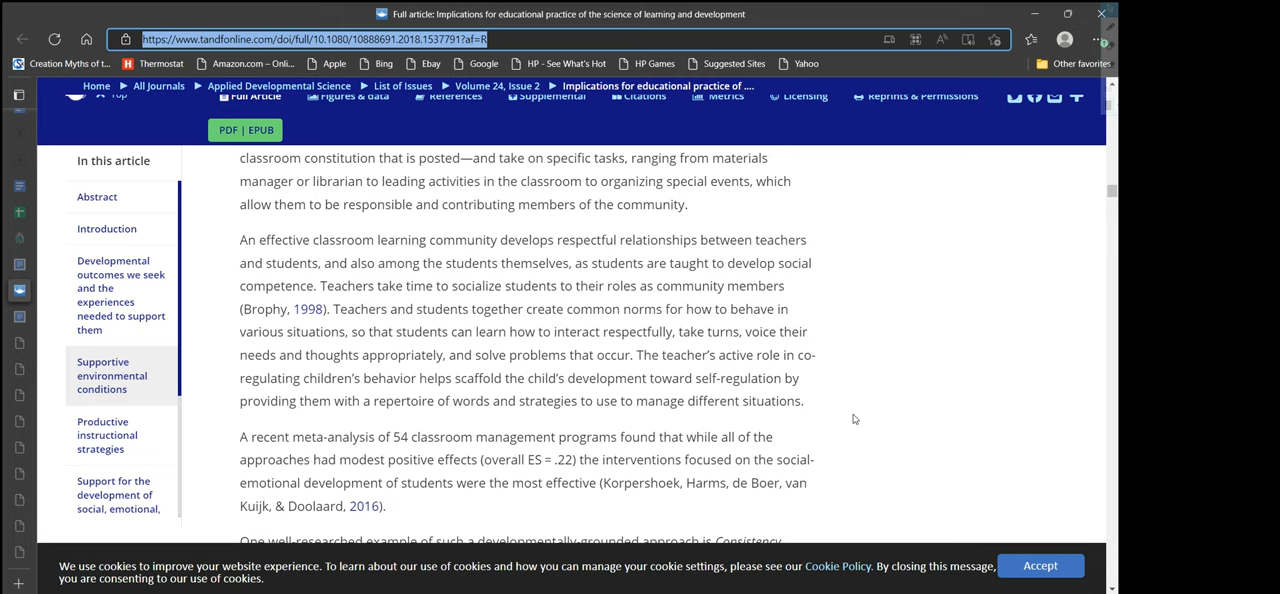 Full article: Implications for educational practice of the science of learning and development
https://www.tandfonline.com/doi/full/10.1080/10888691.2018.1537791?af=R
Creation Myths of t... Thermostat Amazon.com – Onli... Apple Bing Ebay Google HP - See What's Hot HP Games Suggested Sites Yahoo Other favorites
Home All Journals Applied Developmental Science List of Issues Volume 24, Issue 2 Implications for educational practice of ....
Top Full Article Figures & data References Supplemental Citations Metrics Licensing Reprints & Permissions
PDF | EPUB
In this article
Abstract
Introduction
Developmental
outcomes we seek
and the
experiences
needed to support
them
Supportive
environmental
conditions
Productive
instructional
strategies
Support for the
development of
social, emotional,
classroom constitution that is posted—and take on specific tasks, ranging from materials
manager or librarian to leading activities in the classroom to organizing special events, which
allow them to be responsible and contributing members of the community.
An effective classroom learning community develops respectful relationships between teachers
and students, and also among the students themselves, as students are taught to develop social
competence. Teachers take time to socialize students to their roles as community members
(Brophy, 1998). Teachers and students together create common norms for how to behave in
various situations, so that students can learn how to interact respectfully, take turns, voice their
needs and thoughts appropriately, and solve problems that occur. The teacher's active role in co-
regulating children's behavior helps scaffold the child's development toward self-regulation by
providing them with a repertoire of words and strategies to use to manage different situations.
A recent meta-analysis of 54 classroom management programs found that while all of the
approaches had modest positive effects (overall ES = .22) the interventions focused on the social-
emotional development of students were the most effective (Korpershoek, Harms, de Boer, van
Kuijk, & Doolaard, 2016).
One well-researched example of such a developmentally-grounded approach is Consistency
We use cookies to improve your website experience. To learn about our use of cookies and how you can manage your cookie settings, please see our Cookie Policy. By closing this message,
you are consenting to our use of cookies.
Accept